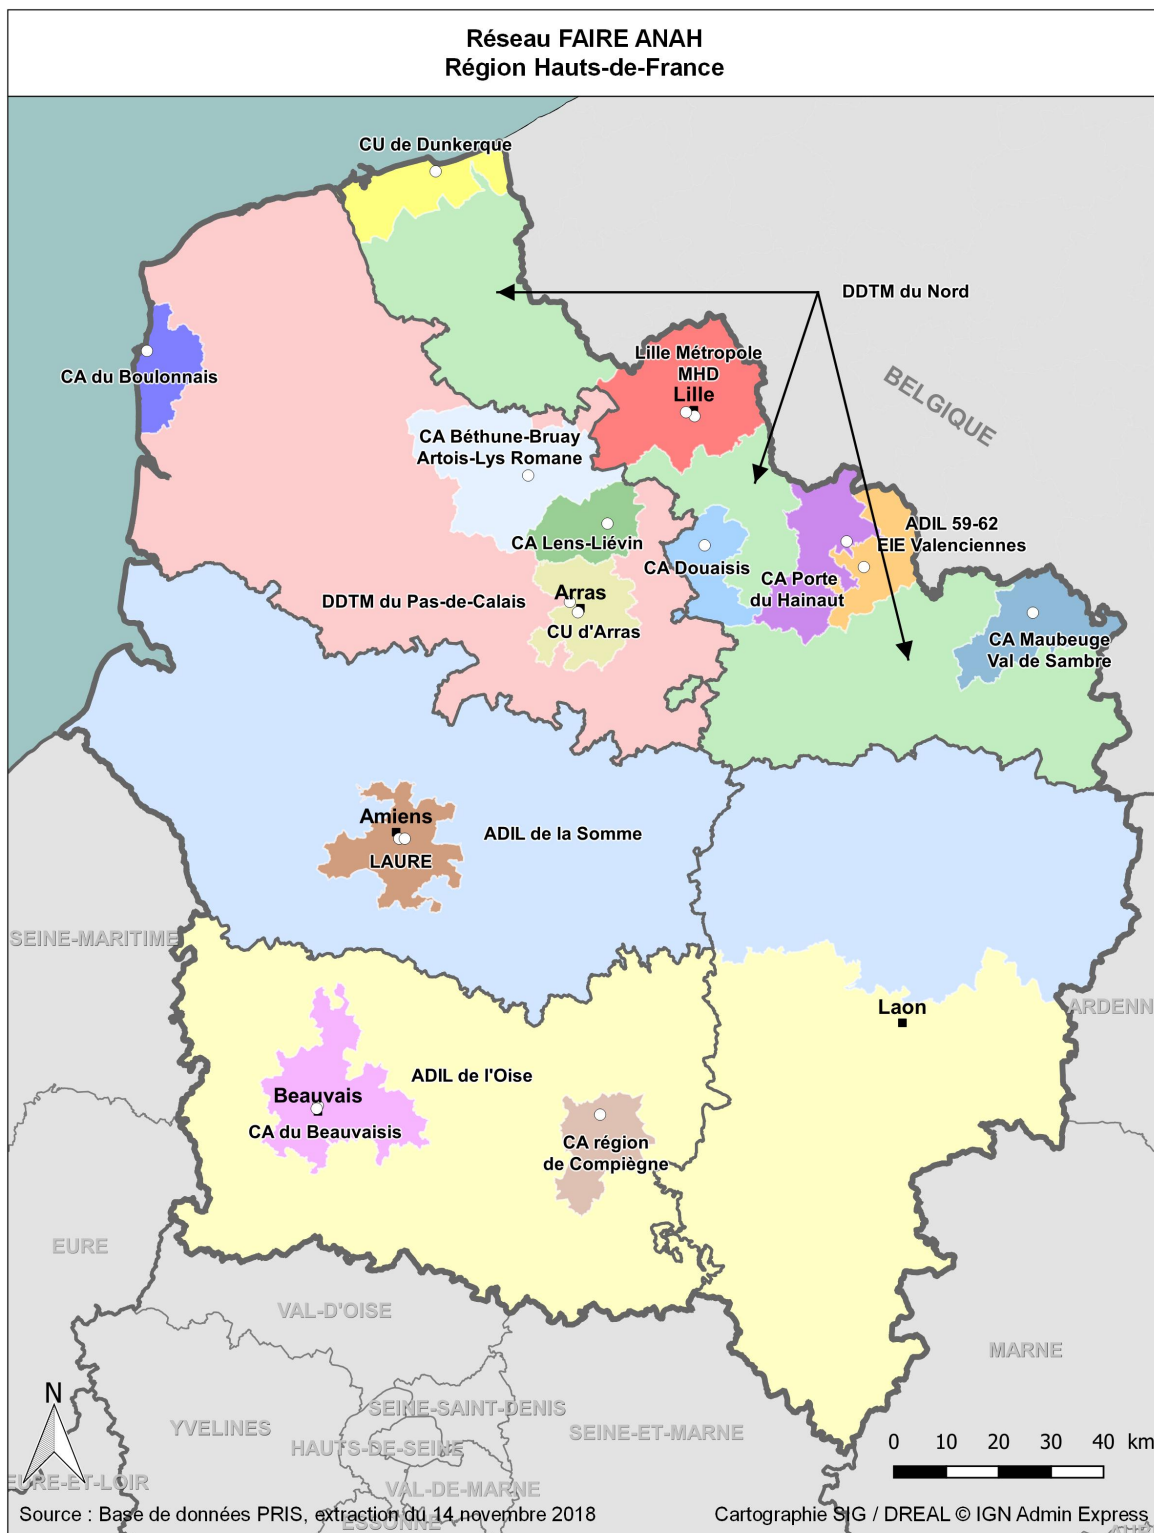 Réseau FAIRE ANAH
Région Hauts-de-France
CU de Dunkerque
DDTM du Nord
Lille Métropole
MHD
Lille
BELGIQUE
CA du Boulonnais
CA Béthune-Bruay
Artois-Lys Romane
ADIL 59-62
EIE Valenciennes
CA Lens-Liévin
CA Douaisis
CA Porte
du Hainaut
Arras
DDTM du Pas-de-Calais
CU d'Arras
CA Maubeuge
Val de Sambre
Amiens
ADIL de la Somme
LAURE
SEINE-MARITIME
Laon
ARDENN
ADIL de l'Oise
Beauvais
CA du Beauvaisis
CA région
de Compiègne
EURE
VAL-D'OISE
MARNE
N
SEINE-SAINT-DENIS
YVELINES
SEINE-ET-MARNE
HAUTS-DE-SEINE
0 10 20 30 40 km
EURE-ET-LOIR
VAL-DE-MARNE
Source : Base de données PRIS, extraction du 14 novembre 2018
Cartographie SIG / DREAL © IGN Admin Express
ESSONNE